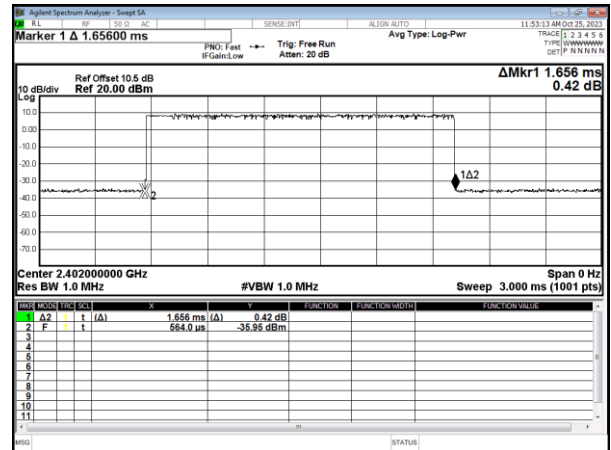 Agilent Spectrum Analyzer - Swept SA
RL RF 50 Ω AC SENSE:INT ALIGN AUTO 11:53:13 AM Oct 25, 2023
Marker 1 Δ 1.65600 ms Avg Type: Log-Pwr TRACE 1 2 3 4 5 6
PNO: Fast Trig: Free Run TYPE WWWWWW
IFGain:Low Atten: 20 dB DET P N N N N N
Ref Offset 10.5 dB ΔMkr1 1.656 ms
10 dB/div Ref 20.00 dBm 0.42 dB
Log
10.0
0.00
-10.0
-20.0
-30.0
1Δ2
-40.0
2
-50.0
-60.0
-70.0
Center 2.402000000 GHz Span 0 Hz
Res BW 1.0 MHz #VBW 1.0 MHz Sweep 3.000 ms (1001 pts)
MKR MODE TRC SCL X Y FUNCTION FUNCTION WIDTH FUNCTION VALUE
1 Δ2 1 t (Δ) 1.656 ms (Δ) 0.42 dB
2 F 1 t 564.0 µs -35.95 dBm
3
4
5
6
7
8
9
10
11
MSG STATUS